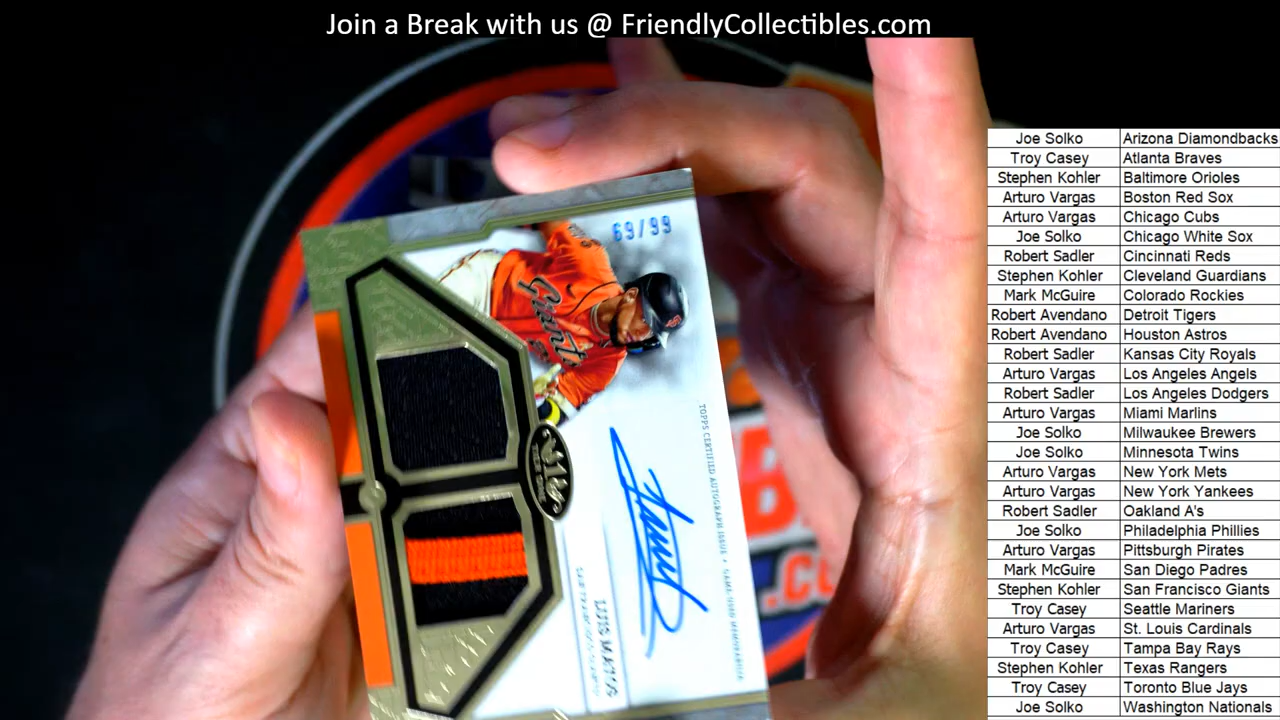 Join a Break with us @ FriendlyCollectibles.com
69/99
Giants
TOPPS CERTIFIED AUTOGRAPH ISSUE
LUIS MATOS
Joe Solko Arizona Diamondbacks
Troy Casey Atlanta Braves
Stephen Kohler Baltimore Orioles
Arturo Vargas Boston Red Sox
Arturo Vargas Chicago Cubs
Joe Solko Chicago White Sox
Robert Sadler Cincinnati Reds
Stephen Kohler Cleveland Guardians
Mark McGuire Colorado Rockies
Robert Avendano Detroit Tigers
Robert Avendano Houston Astros
Robert Sadler Kansas City Royals
Arturo Vargas Los Angeles Angels
Robert Sadler Los Angeles Dodgers
Arturo Vargas Miami Marlins
Joe Solko Milwaukee Brewers
Joe Solko Minnesota Twins
Arturo Vargas New York Mets
Arturo Vargas New York Yankees
Robert Sadler Oakland A's
Joe Solko Philadelphia Phillies
Arturo Vargas Pittsburgh Pirates
Mark McGuire San Diego Padres
Stephen Kohler San Francisco Giants
Troy Casey Seattle Mariners
Arturo Vargas St. Louis Cardinals
Troy Casey Tampa Bay Rays
Stephen Kohler Texas Rangers
Troy Casey Toronto Blue Jays
Joe Solko Washington Nationals